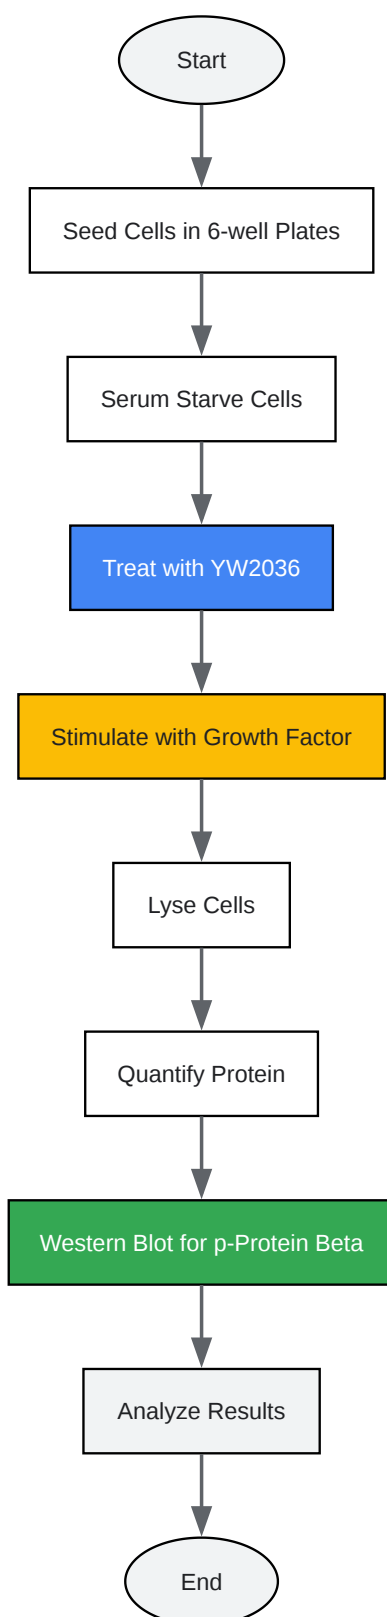 Start
Seed Cells in 6-well Plates
Serum Starve Cells
Treat with YW2036
Stimulate with Growth Factor
Lyse Cells
Quantify Protein
Western Blot for p-Protein Beta
Analyze Results
End